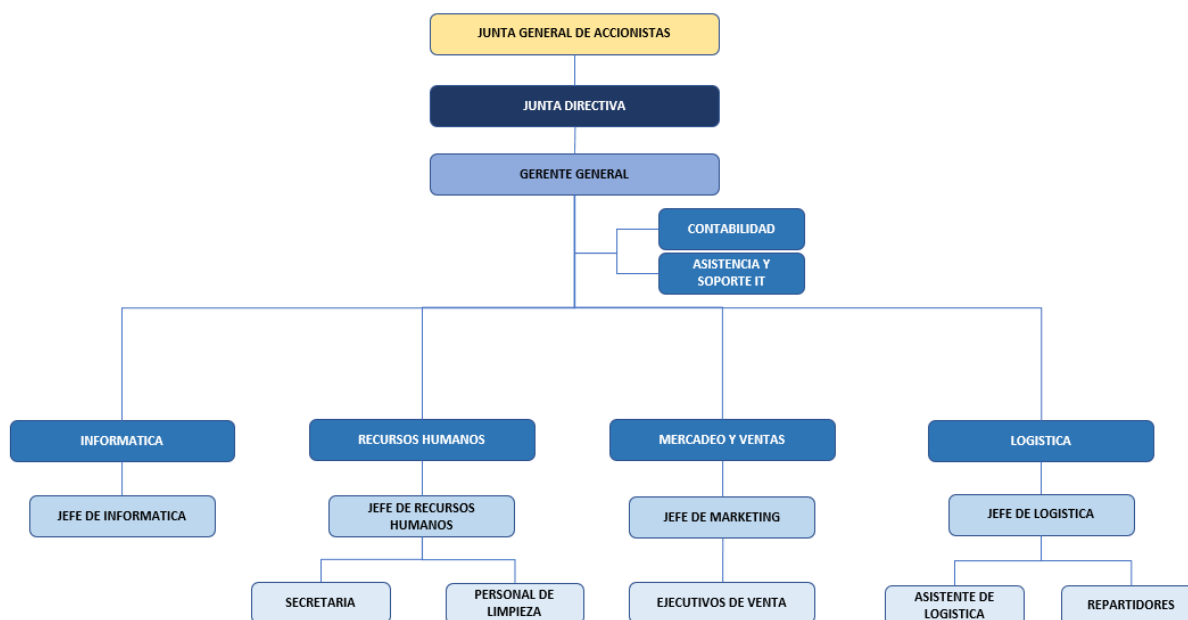 JUNTA GENERAL DE ACCIONISTAS
JUNTA DIRECTIVA
GERENTE GENERAL
CONTABILIDAD
ASISTENCIA Y
SOPORTE IT
INFORMATICA
RECURSOS HUMANOS
MERCADEO Y VENTAS
LOGISTICA
JEFE DE INFORMATICA
JEFE DE RECURSOS
HUMANOS
JEFE DE MARKETING
JEFE DE LOGISTICA
SECRETARIA
PERSONAL DE
LIMPIEZA
EJECUTIVOS DE VENTA
ASISTENTE DE
LOGISTICA
REPARTIDORES